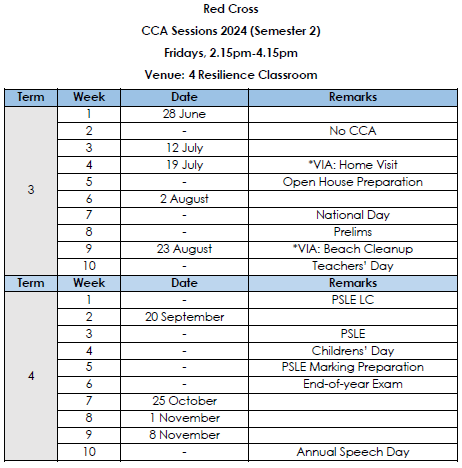 Red Cross
CCA Sessions 2024 (Semester 2)
Fridays, 2.15pm-4.15pm
Venue: 4 Resilience Classroom
Term Week Date Remarks
3
1 28 June
2 - No CCA
3 12 July
4 19 July *VIA: Home Visit
5 - Open House Preparation
6 2 August
7 - National Day
8 - Prelims
9 23 August *VIA: Beach Cleanup
10 - Teachers' Day
Term Week Date Remarks
4
1 - PSLE LC
2 20 September
3 - PSLE
4 - Childrens' Day
5 - PSLE Marking Preparation
6 - End-of-year Exam
7 25 October
8 1 November
9 8 November
10 - Annual Speech Day